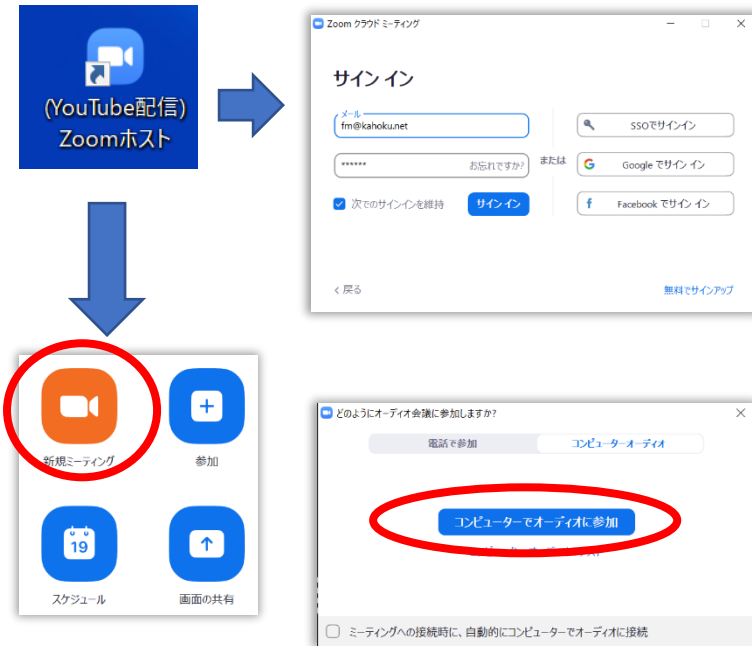 (YouTube配信)
Zoomホスト
Zoom クラウド ミーティング
サイン イン
メール
fm@kahoku.net
SSOでサインイン
******
お忘れですか?
または
G
Google でサイン イン
次でのサインインを維持
サイン イン
f
Facebook でサイン イン
< 戻る
無料でサインアップ
新規ミーティング
参加
19
スケジュール
画面の共有
どのようにオーディオ会議に参加しますか?
電話で参加
コンピューターオーディオ
コンピューターでオーディオに参加
ミーティングへの接続時に、自動的にコンピューターでオーディオに接続